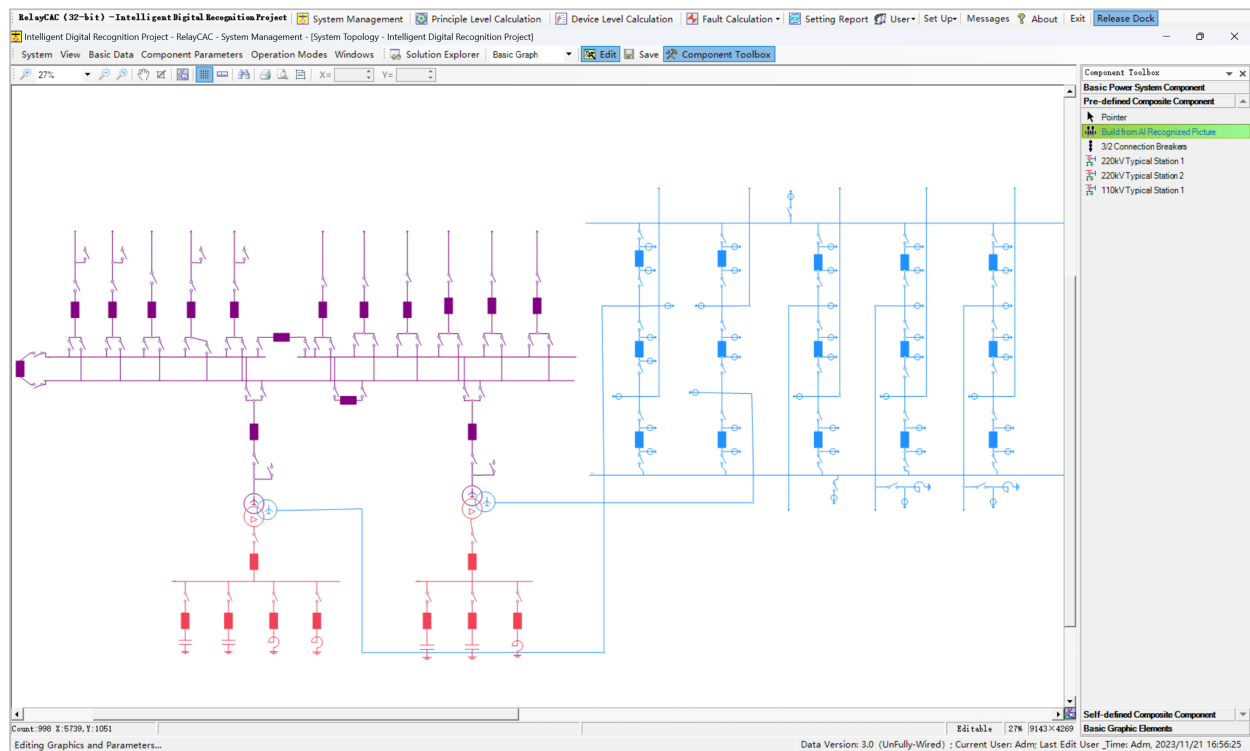 RelayCAC (32-bit) -Intelligent Digital Recognition Project System Management Principle Level Calculation Device Level Calculation Fault Calculation Setting Report User Set Up Messages About Exit Release Dock
Intelligent Digital Recognition Project - RelayCAC - System Management - [System Topology - Intelligent Digital Recognition Project]
System View Basic Data Component Parameters Operation Modes Windows Solution Explorer Basic Graph Edit Save Component Toolbox
27% X= Y=
Component Toolbox
Basic Power System Component
Pre-defined Composite Component
Pointer
Build from AI Recognized Picture
3/2 Connection Breakers
220kV Typical Station 1
220kV Typical Station 2
110kV Typical Station 1
Self-defined Composite Component
Basic Graphic Elements
Count:998 X:5739,Y:1051 Editable 27% 9143×4269
Editing Graphics and Parameters... Data Version: 3.0 (UnFully-Wired) ; Current User: Adm; Last Edit User _Time: Adm, 2023/11/21 16:56:25